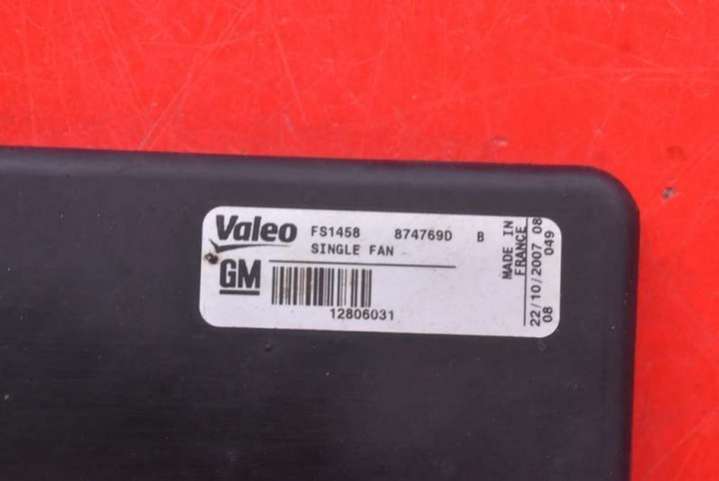 Valeo FS1458 874769D B
SINGLE FAN
GM
12806031
MADE IN
FRANCE
22/10/2007 08
08 049